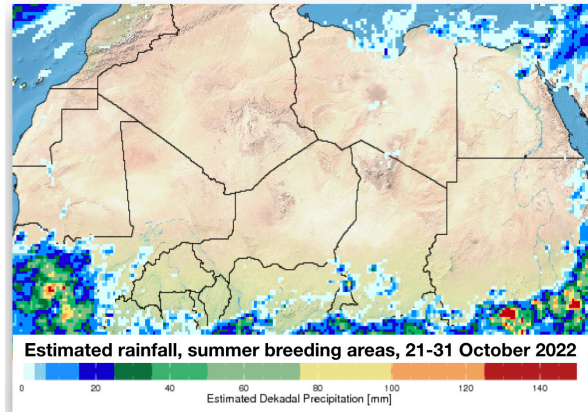 Estimated rainfall, summer breeding areas, 21-31 October 2022
0 20 40 60 80 100 120 140
Estimated Dekadal Precipitation [mm]